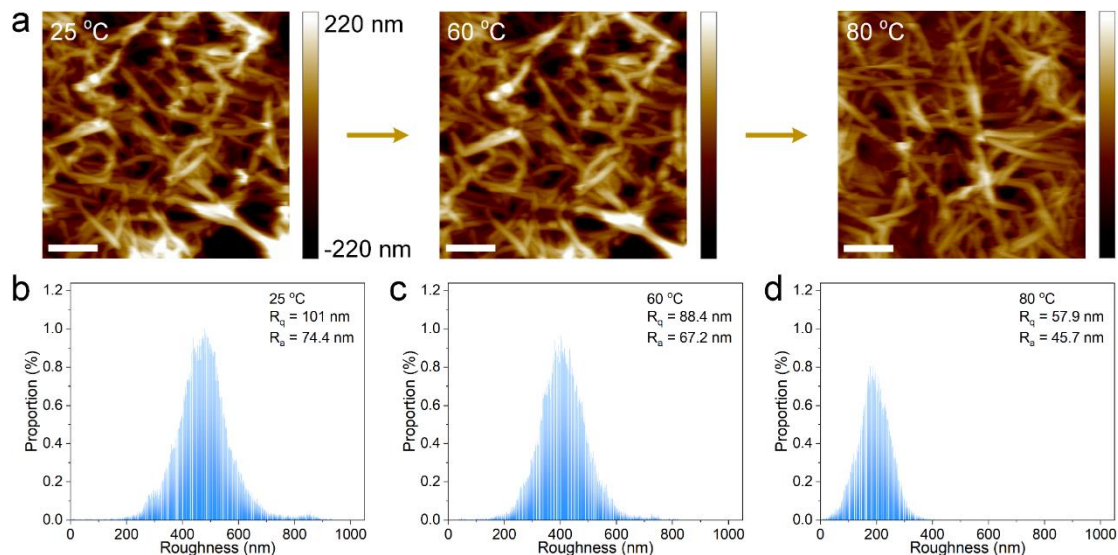 a
25 °C
220 nm
-220 nm
60 °C
80 °C
b
1.2
1.0
0.8
0.6
0.4
0.2
0.0
Proportion (%)
25 °C
Rq = 101 nm
Ra = 74.4 nm
0 200 400 600 800 1000
Roughness (nm)
c
1.2
1.0
0.8
0.6
0.4
0.2
0.0
Proportion (%)
60 °C
Rq = 88.4 nm
Ra = 67.2 nm
0 200 400 600 800 1000
Roughness (nm)
d
1.2
1.0
0.8
0.6
0.4
0.2
0.0
Proportion (%)
80 °C
Rq = 57.9 nm
Ra = 45.7 nm
0 200 400 600 800 1000
Roughness (nm)